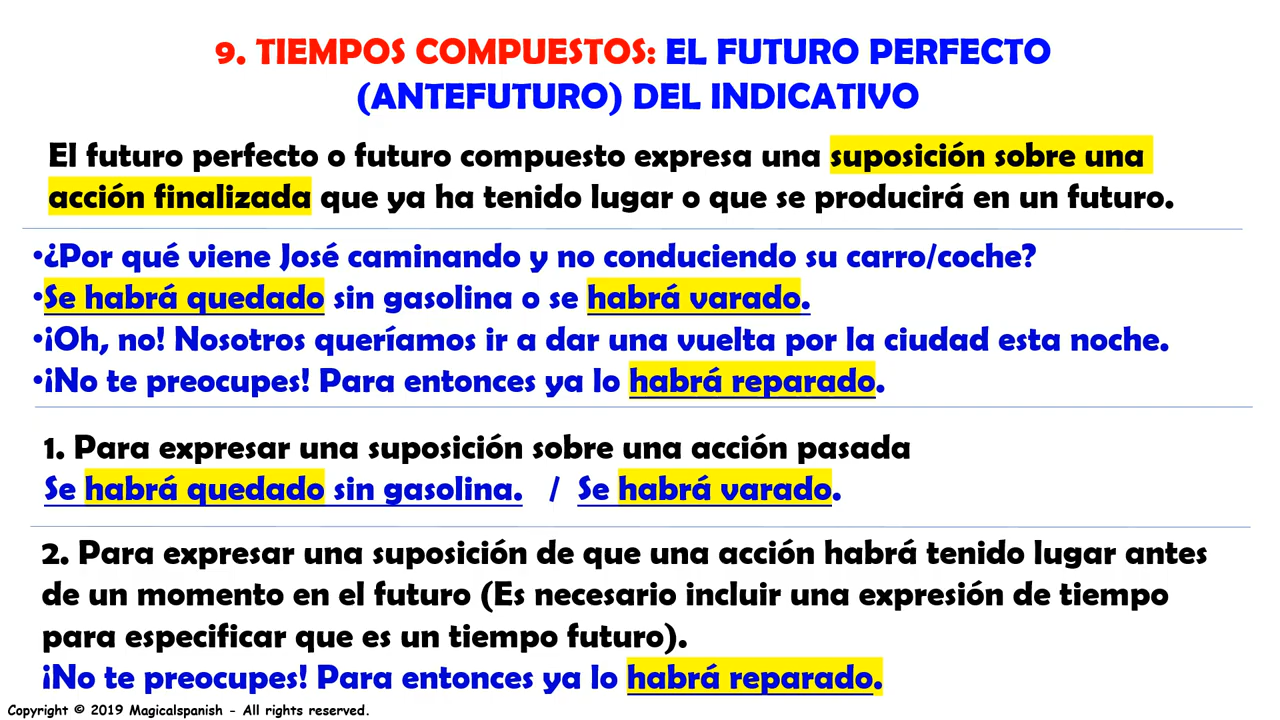 9. TIEMPOS COMPUESTOS: EL FUTURO PERFECTO
(ANTEFUTURO) DEL INDICATIVO
El futuro perfecto o futuro compuesto expresa una suposición sobre una
acción finalizada que ya ha tenido lugar o que se producirá en un futuro.
•¿Por qué viene José caminando y no conduciendo su carro/coche?
•Se habrá quedado sin gasolina o se habrá varado.
•¡Oh, no! Nosotros queríamos ir a dar una vuelta por la ciudad esta noche.
•¡No te preocupes! Para entonces ya lo habrá reparado.
1. Para expresar una suposición sobre una acción pasada
Se habrá quedado sin gasolina. / Se habrá varado.
2. Para expresar una suposición de que una acción habrá tenido lugar antes
de un momento en el futuro (Es necesario incluir una expresión de tiempo
para especificar que es un tiempo futuro).
¡No te preocupes! Para entonces ya lo habrá reparado.
Copyright © 2019 Magicalspanish - All rights reserved.